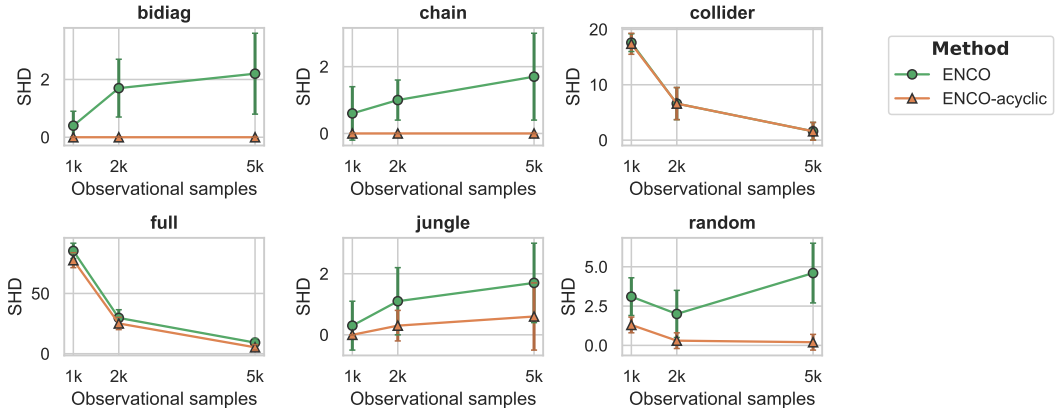 bidiag
chain
collider
SHD
2
0
1k 2k 5k
Observational samples
SHD
2
0
1k 2k 5k
Observational samples
SHD
20
10
0
1k 2k 5k
Observational samples
Method
ENCO
ENCO-acyclic
full
jungle
random
SHD
50
0
1k 2k 5k
Observational samples
SHD
2
0
1k 2k 5k
Observational samples
SHD
5.0
2.5
0.0
1k 2k 5k
Observational samples